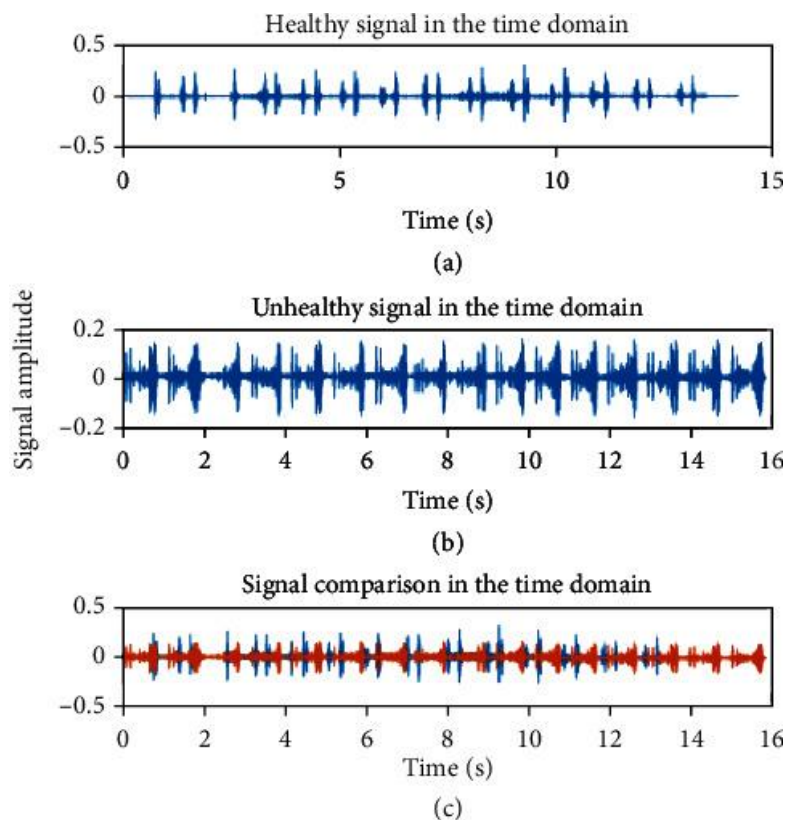 Healthy signal in the time domain
0.5
0
−0.5
0 5 10 15
Time (s)
(a)
Signal amplitude
Unhealthy signal in the time domain
0.2
0
−0.2
0 2 4 6 8 10 12 14 16
Time (s)
(b)
Signal comparison in the time domain
0.5
0
−0.5
0 2 4 6 8 10 12 14 16
Time (s)
(c)